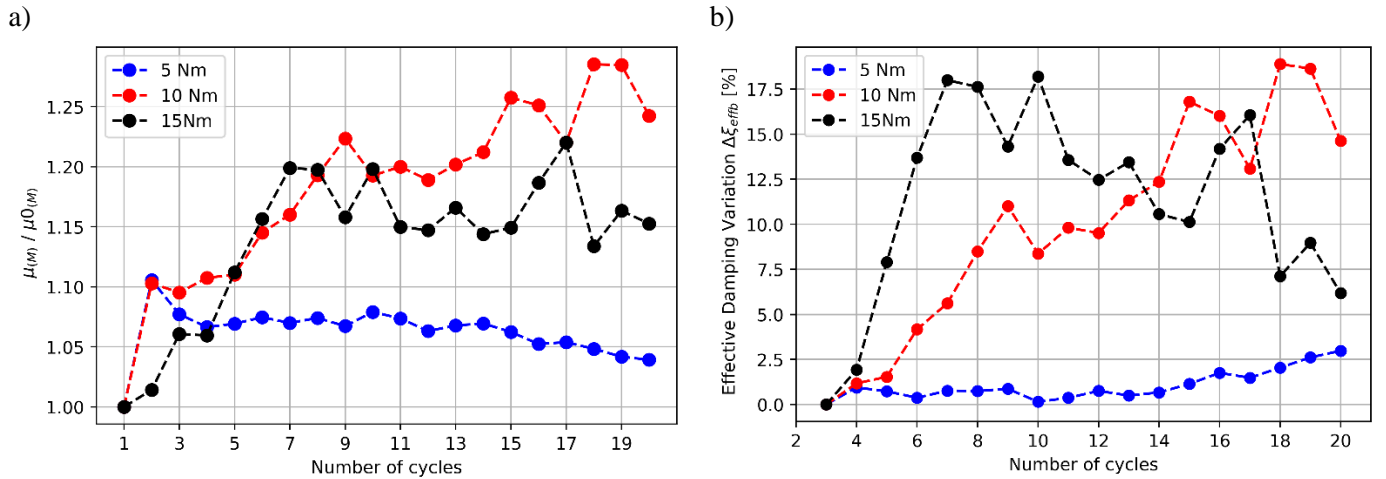 a)
b)
5 Nm
10 Nm
15Nm
1.25
1.20
1.15
1.10
1.05
1.00
μ(M) / μ0(M)
1 3 5 7 9 11 13 15 17 19
Number of cycles
5 Nm
10 Nm
15Nm
17.5
15.0
12.5
10.0
7.5
5.0
2.5
0.0
Effective Damping Variation Δξeffb [%]
2 4 6 8 10 12 14 16 18 20
Number of cycles